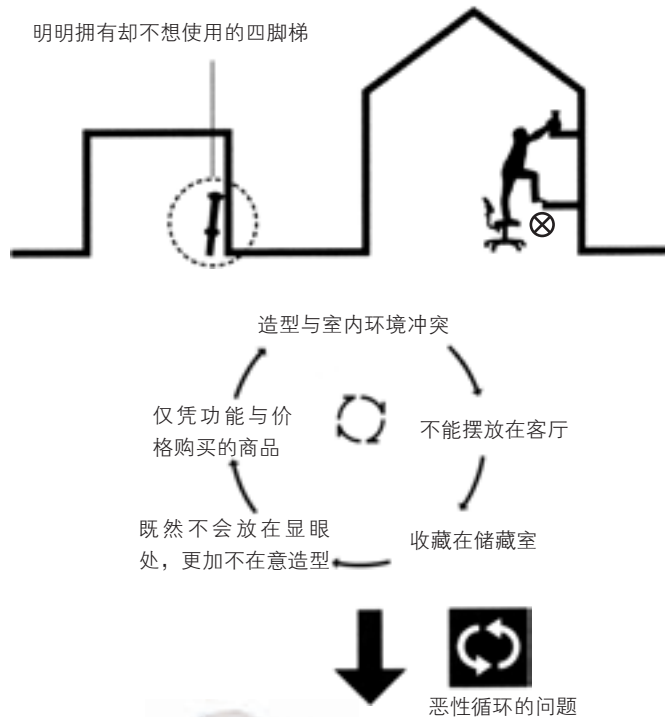 明明拥有却不想使用的四脚梯
造型与室内环境冲突
仅凭功能与价
格购买的商品
不能摆放在客厅
既然不会放在显眼
处，更加不在意造型
收藏在储藏室
恶性循环的问题